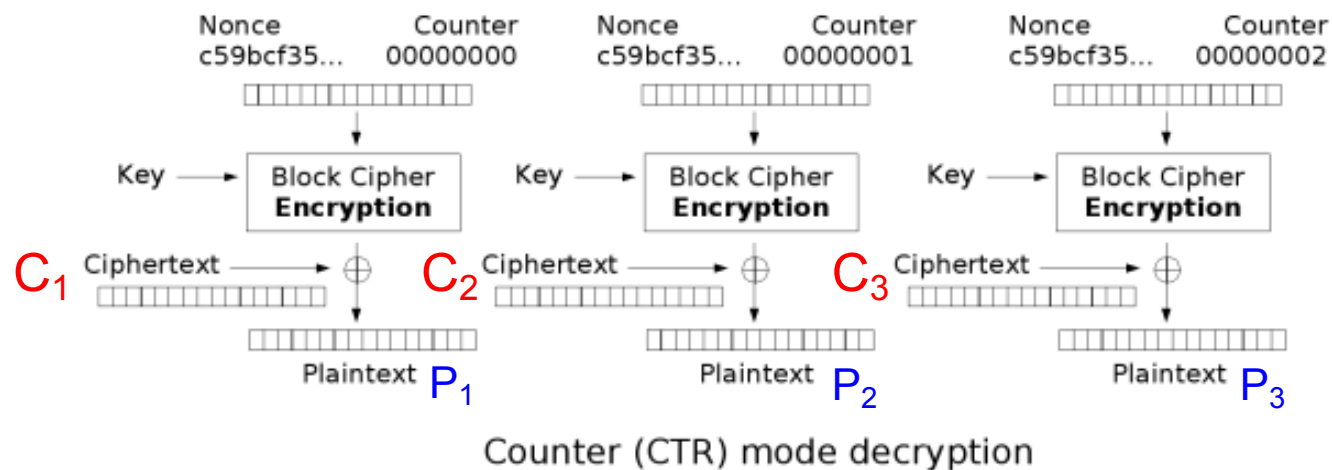 Nonce Counter Nonce Counter Nonce Counter
c59bcf35... 00000000 c59bcf35... 00000001 c59bcf35... 00000002
Key Block Cipher Key Block Cipher Key Block Cipher
Encryption Encryption Encryption
C₁ Ciphertext C₂ Ciphertext C₃ Ciphertext
Plaintext P₁ Plaintext P₂ Plaintext P₃
Counter (CTR) mode decryption